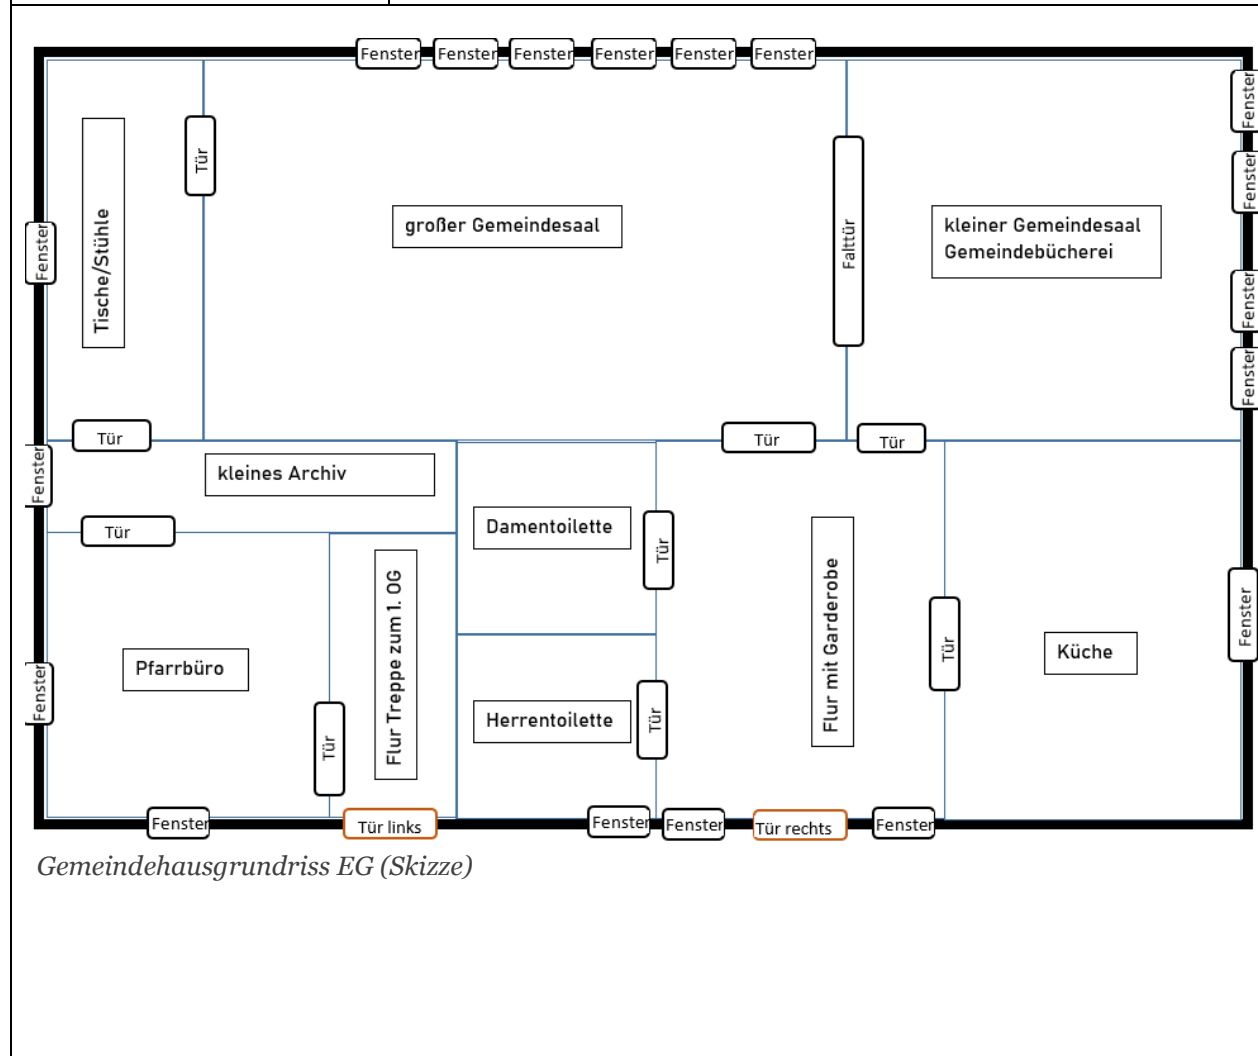 Fenster Fenster Fenster Fenster Fenster Fenster
Fenster
Tür
Fenster
Tische/Stühle
großer Gemeindesaal
Falttür
kleiner Gemeindesaal
Gemeindebücherei
Fenster
Fenster
Fenster
Tür
Tür
Tür
Fenster
kleines Archiv
Tür
Damentoilette
Tür
Flur Treppe zum 1. OG
Flur mit Garderobe
Tür
Fenster
Küche
Pfarrbüro
Fenster
Tür
Herrentoilette
Tür
Fenster
Tür links
Fenster
Fenster
Tür rechts
Fenster
Gemeindehausgrundriss EG (Skizze)